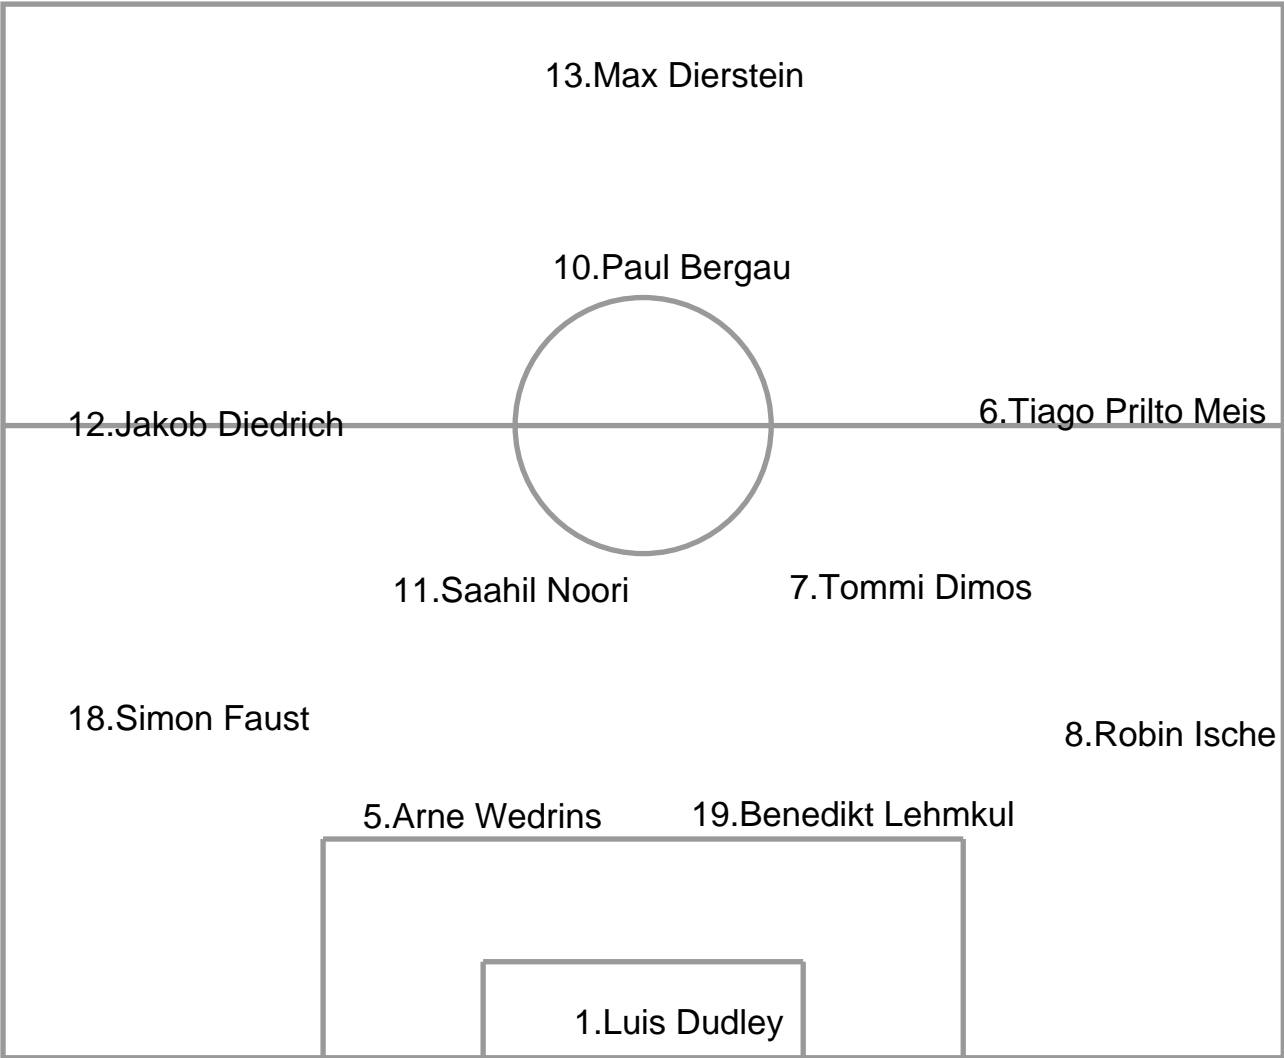 13.Max Dierstein
10.Paul Bergau
12.Jakob Diedrich
6.Tiago Prilto Meis
11.Saahil Noori
7.Tommi Dimos
18.Simon Faust
8.Robin Ische
5.Arne Wedrins
19.Benedikt Lehmkul
1.Luis Dudley